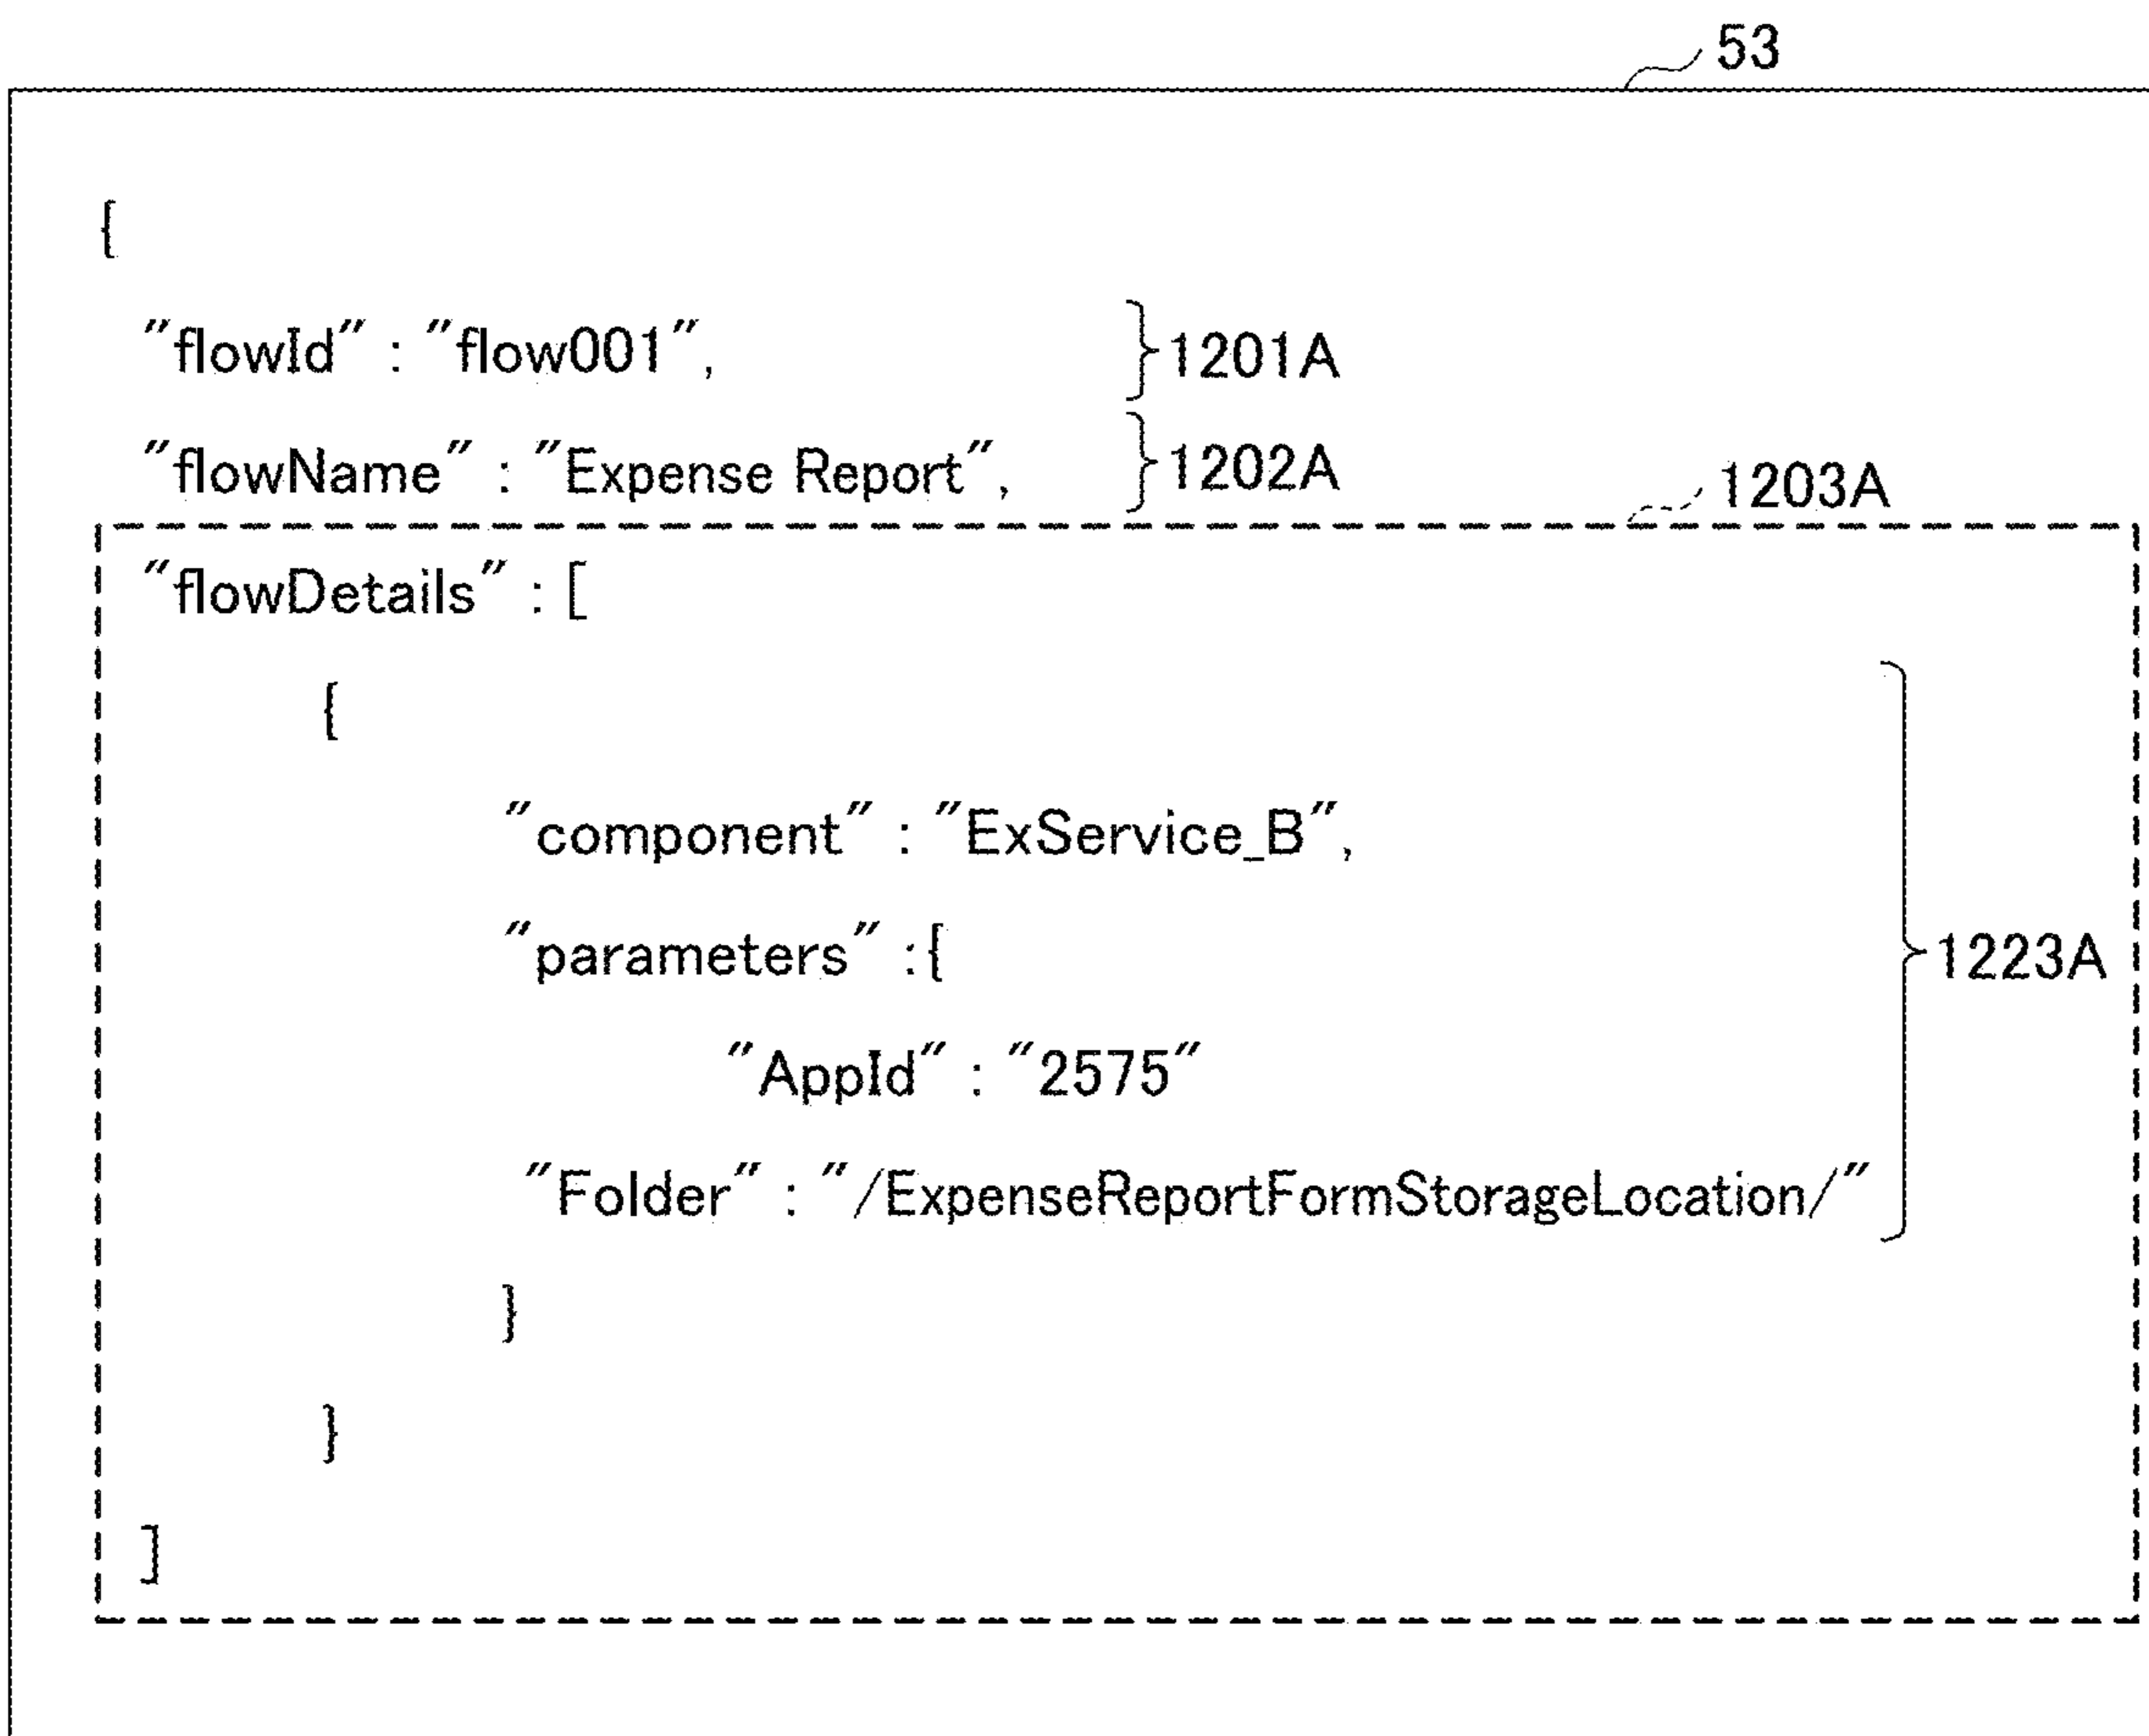 53
{
"flowId" : "flow001", 1201A
"flowName" : "Expense Report", 1202A
1203A
"flowDetails" : [
{
"component" : "ExService_B",
"parameters" :{
1223A
"AppId" : "2575"
"Folder" : "/ExpenseReportFormStorageLocation/"
}
}
]